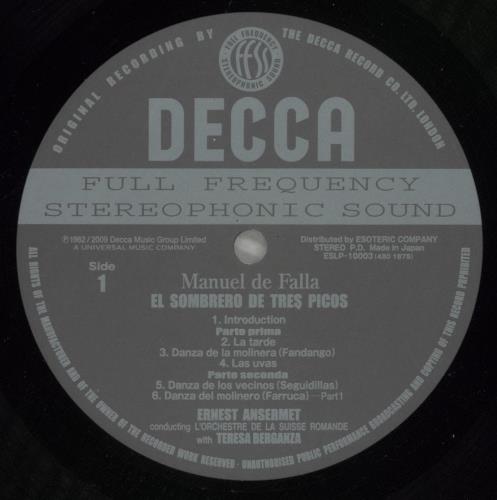 ORIGINAL RECORDING BY THE DECCA RECORD CO. LTD. LONDON
FULL FREQUENCY
ffss
STEREOPHONIC SOUND
DECCA
FULL FREQUENCY
STEREOPHONIC SOUND
℗1962/2009 Decca Music Group Limited
A UNIVERSAL MUSIC COMPANY
Distributed by ESOTERIC COMPANY
STEREO P.D. Made in Japan
ESLP-10003 (480 1875)
Side
1
Manuel de Falla
EL SOMBRERO DE TRES PICOS
1. Introduction
Parte prima
2. La tarde
3. Danza de la molinera (Fandango)
4. Las uvas
Parte seconda
5. Danza de los vecinos (Seguidillas)
6. Danza del molinero (Farruca)—Part1
ERNEST ANSERMET
conducting L'ORCHESTRE DE LA SUISSE ROMANDE
with TERESA BERGANZA
ALL RIGHTS OF THE MANUFACTURER AND OF THE OWNER OF THE RECORDED WORK RESERVED · UNAUTHORISED PUBLIC PERFORMANCE BROADCASTING AND COPYING OF THIS RECORD PROHIBITED